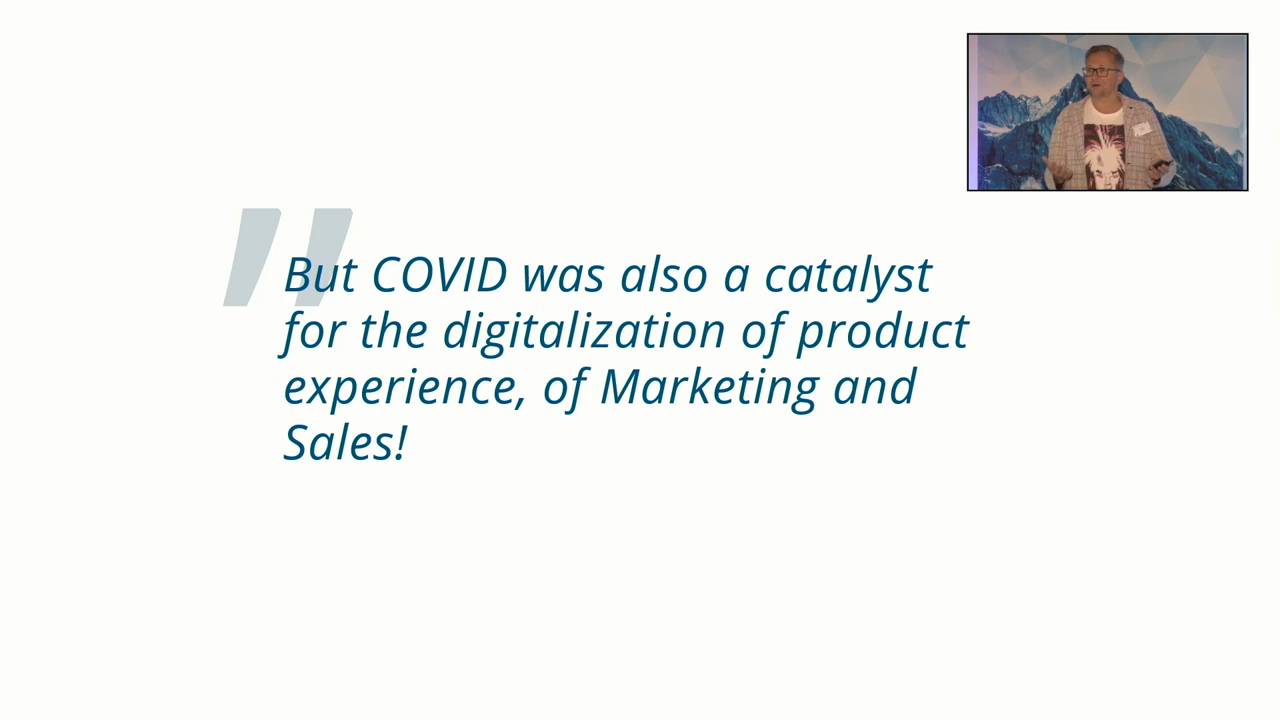 "
But COVID was also a catalyst
for the digitalization of product
experience, of Marketing and
Sales!